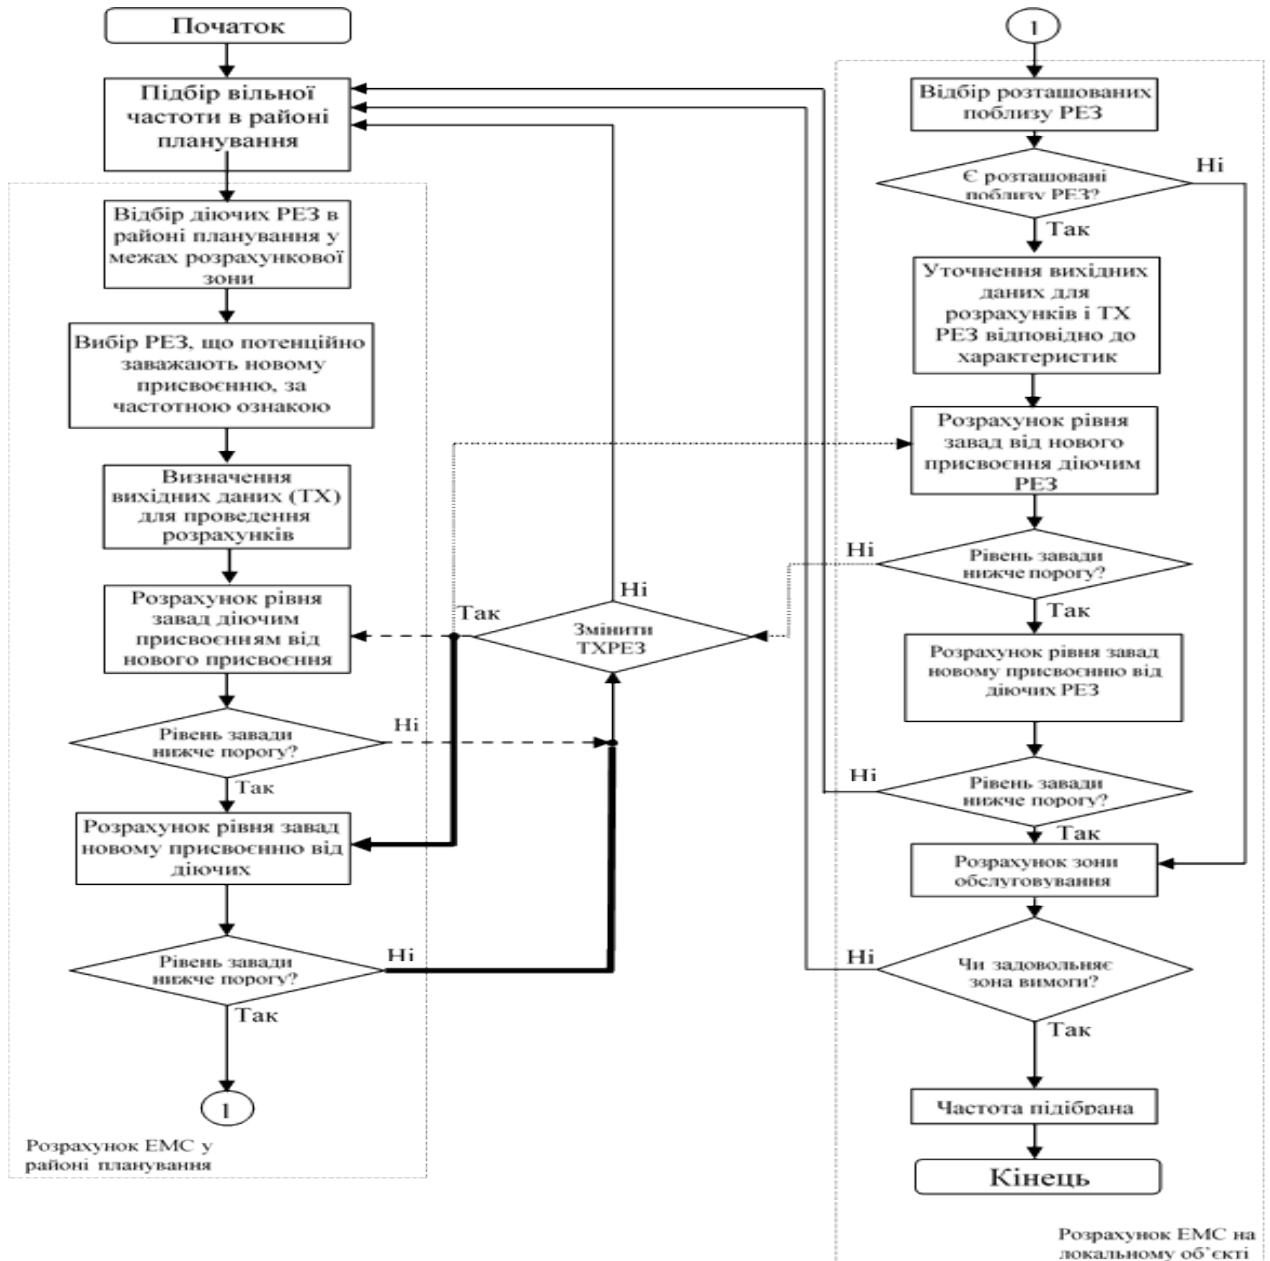 Початок
Підбір вільної
частоти в районі
планування
Відбір діючих РЕЗ в
районі планування у
межах розрахункової
зони
Вибір РЕЗ, що потенційно
заважають новому
присвоєнню, за
частотною ознакою
Визначення
вихідних даних (ТХ)
для проведення
розрахунків
Розрахунок рівня
завад діючим
присвоєнням від
нового присвоєння
Рівень завади
нижче порогу?
Ні
Так
Розрахунок рівня завад
новому присвоєнню від
діючих
Рівень завади
нижче порогу?
Ні
Так
1
Розрахунок ЕМС у
районі планування
Так
Ні
Змінити
ТХРЕЗ
1
Відбір розташованих
поблизу РЕЗ
Є розташовані
поблизу РЕЗ?
Ні
Так
Уточнення вихідних
даних для
розрахунків і ТХ
РЕЗ відповідно до
характеристик
Розрахунок рівня
завад від нового
присвоєння діючим
РЕЗ
Рівень завади
нижче порогу?
Ні
Так
Розрахунок рівня завад
новому присвоєнню від
діючих РЕЗ
Рівень завади
нижче порогу?
Ні
Так
Розрахунок зони
обслуговування
Чи задовольняє
зона вимоги?
Ні
Так
Частота підібрана
Кінець
Розрахунок ЕМС на
локальному об'єкті